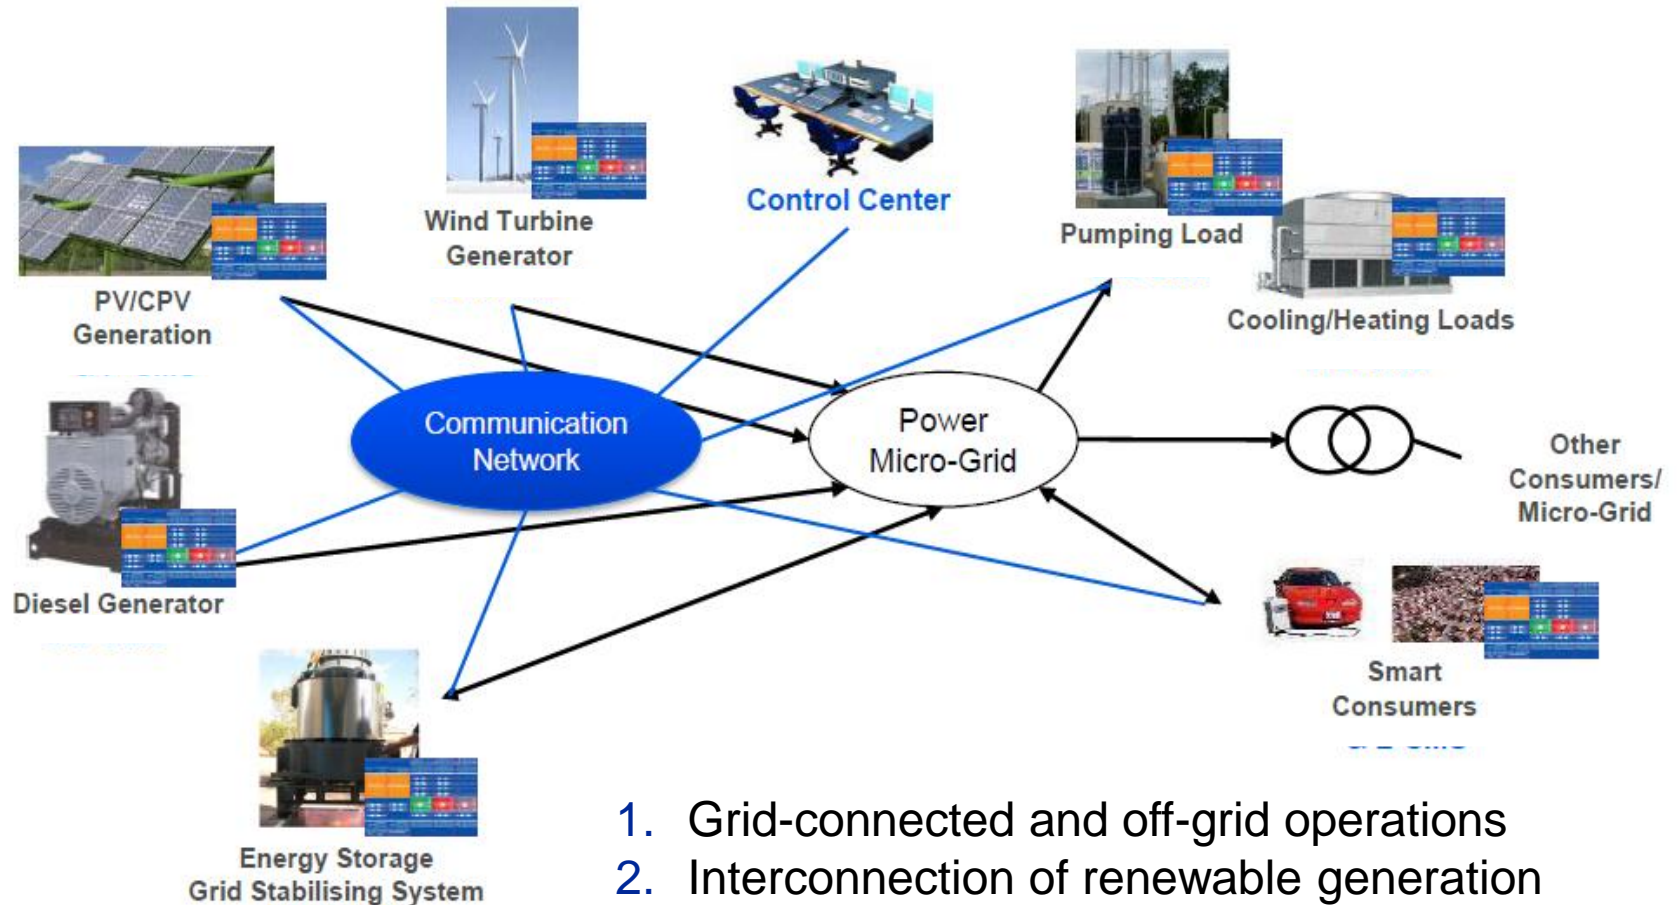 Control Center
Wind Turbine
Generator
Pumping Load
PV/CPV
Generation
Cooling/Heating Loads
Communication
Network
Power
Micro-Grid
Other
Consumers/
Micro-Grid
Diesel Generator
Smart
Consumers
Energy Storage
Grid Stabilising System
1. Grid-connected and off-grid operations
2. Interconnection of renewable generation